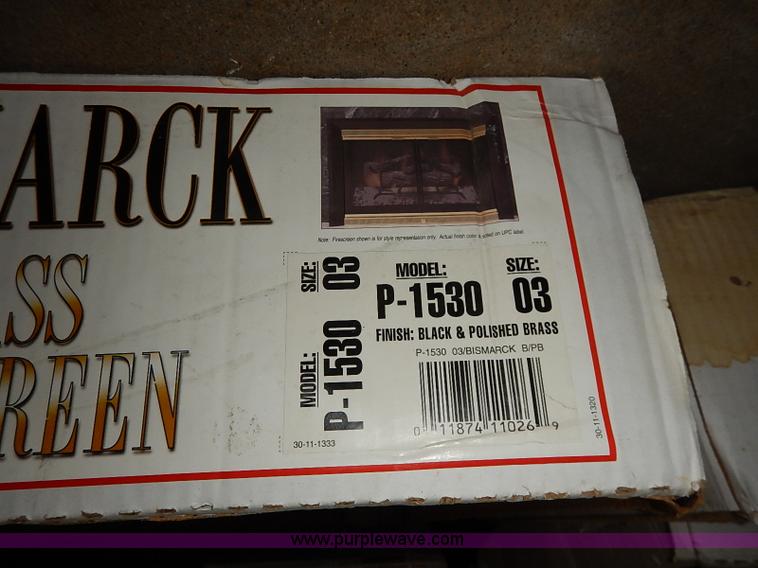 ARCK
ASS
REEN
Note: Firescreen shown is for style representation only. Actual finish color is noted on UPC label.
MODEL: SIZE:
P-1530 03
MODEL: SIZE:
P-1530 03
FINISH: BLACK & POLISHED BRASS
P-1530 03/BISMARCK B/PB
0 11874 11026 9
30-11-1333
30-11-1320
www.purplewave.com